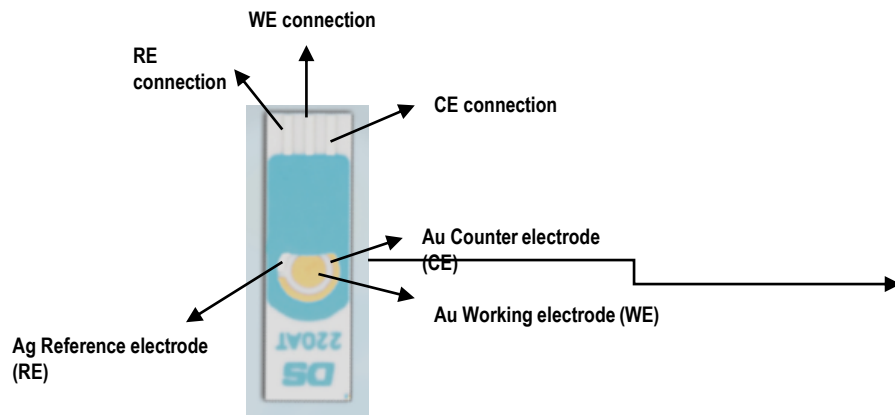 WE connection
RE
connection
CE connection
Au Counter electrode
(CE)
Au Working electrode (WE)
Ag Reference electrode
(RE)
220AT
DS